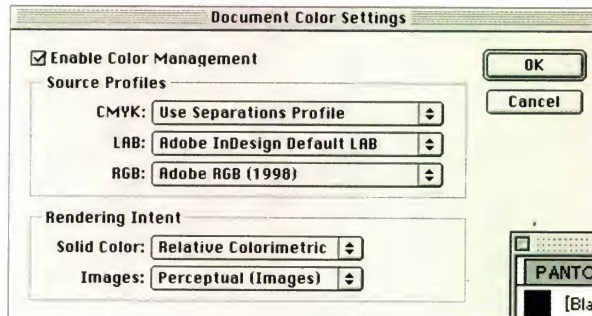 Document Color Settings
Enable Color Management
OK
Source Profiles
Cancel
CMYK: Use Separations Profile
LAB: Adobe InDesign Default LAB
RGB: Adobe RGB (1998)
Rendering Intent
Solid Color: Relative Colorimetric
Images: Perceptual (Images)
PANTO
[Bla